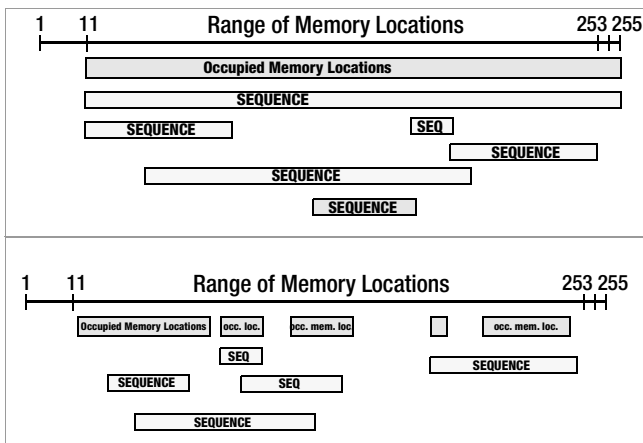 Range of Memory Locations
1 11 253 255
Occupied Memory Locations
SEQUENCE
SEQUENCE SEQ
SEQUENCE
SEQUENCE
SEQUENCE
Range of Memory Locations
1 11 253 255
Occupied Memory Locations occ. loc. occ. mem. loc occ. mem. loc.
SEQ
SEQUENCE
SEQUENCE SEQ
SEQUENCE